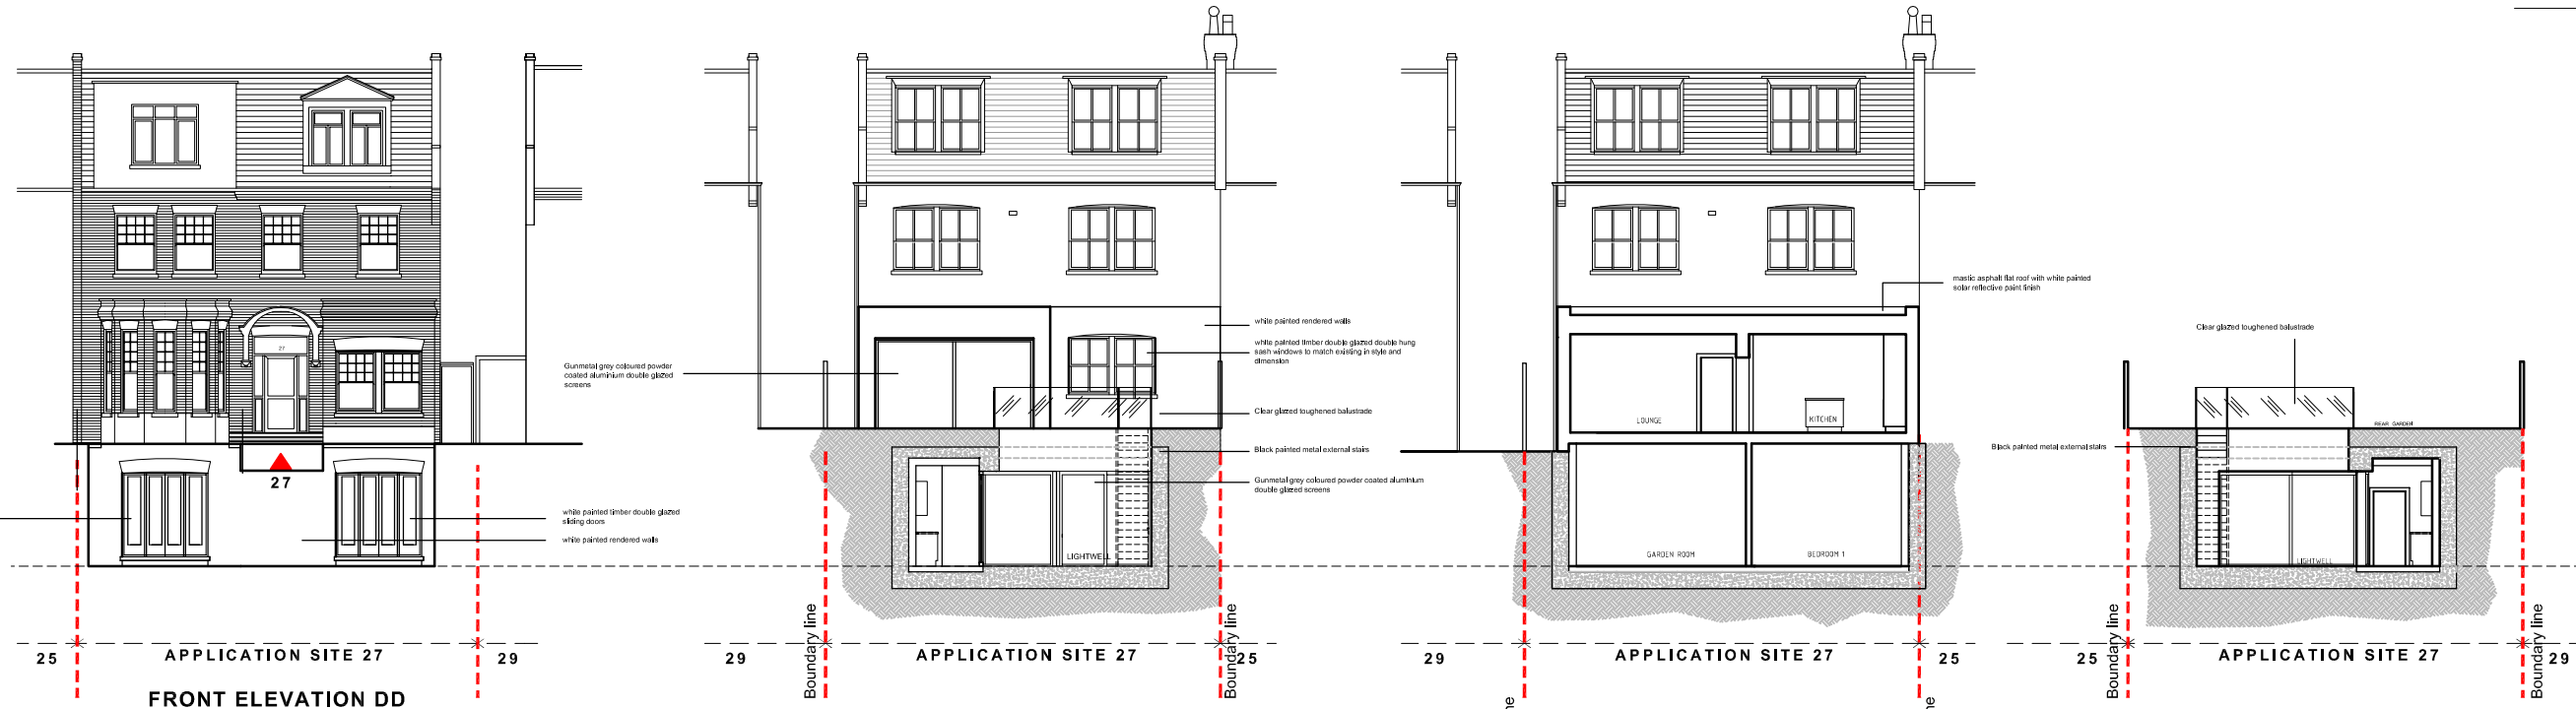 27
27
white painted timber double glazed
sliding doors
white painted rendered walls
25
APPLICATION SITE 27
29
FRONT ELEVATION DD
Gunmetal grey coloured powder
coated aluminium double glazed
screens
white painted rendered walls
white painted timber double glazed double hung
sash windows to match existing in style and
dimension
Clear glazed toughened balustrade
Black painted metal external stairs
Gunmetal grey coloured powder coated aluminium
double glazed screens
LIGHTWELL
29
Boundary line
APPLICATION SITE 27
Boundary line
25
mastic asphalt flat roof with white painted
solar reflective paint finish
LOUNGE
KITCHEN
GARDEN ROOM
BEDROOM 1
29
APPLICATION SITE 27
25
ne
ne
Clear glazed toughened balustrade
REAR GARDEN
Black painted metal external stairs
LIGHTWELL
25
Boundary line
APPLICATION SITE 27
Boundary line
29